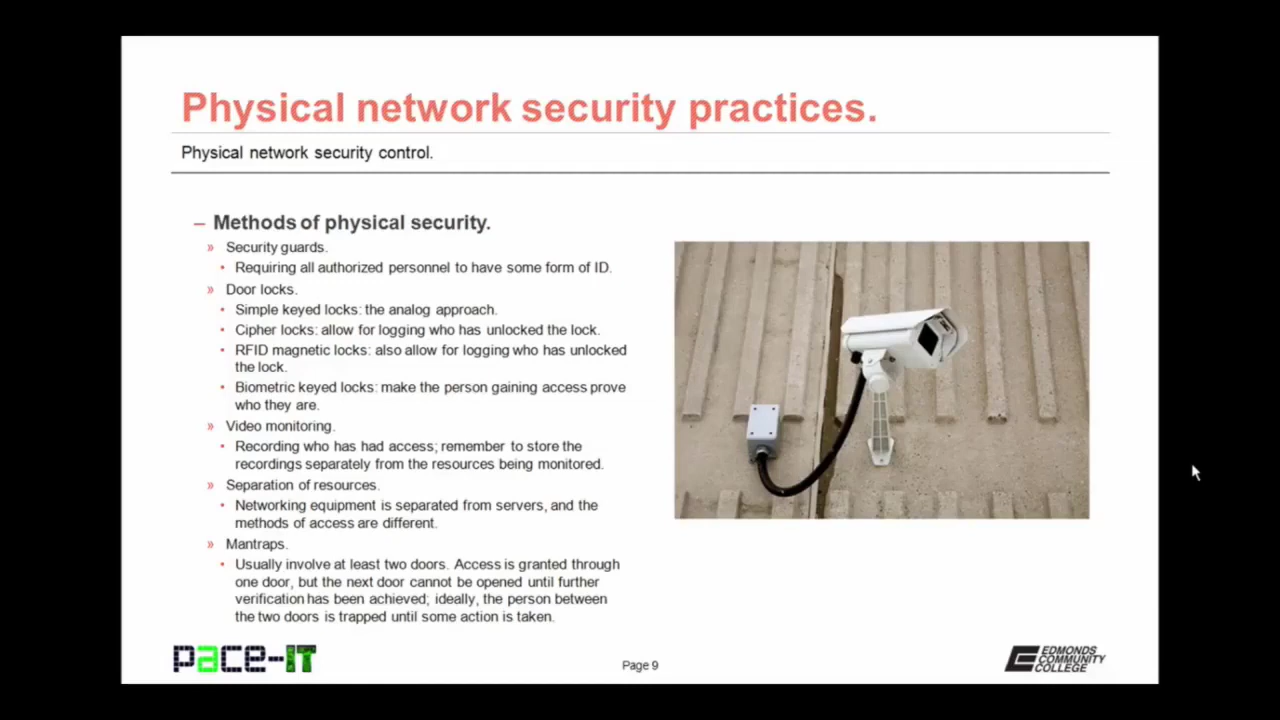 Physical network security practices.
Physical network security control.
– Methods of physical security.
» Security guards.
• Requiring all authorized personnel to have some form of ID.
» Door locks.
• Simple keyed locks: the analog approach.
• Cipher locks: allow for logging who has unlocked the lock.
• RFID magnetic locks: also allow for logging who has unlocked
the lock.
• Biometric keyed locks: make the person gaining access prove
who they are.
» Video monitoring.
• Recording who has had access; remember to store the
recordings separately from the resources being monitored.
» Separation of resources.
• Networking equipment is separated from servers, and the
methods of access are different.
» Mantraps.
• Usually involve at least two doors. Access is granted through
one door, but the next door cannot be opened until further
verification has been achieved; ideally, the person between
the two doors is trapped until some action is taken.
pace-IT
Page 9
EDMONDS
COMMUNITY
COLLEGE